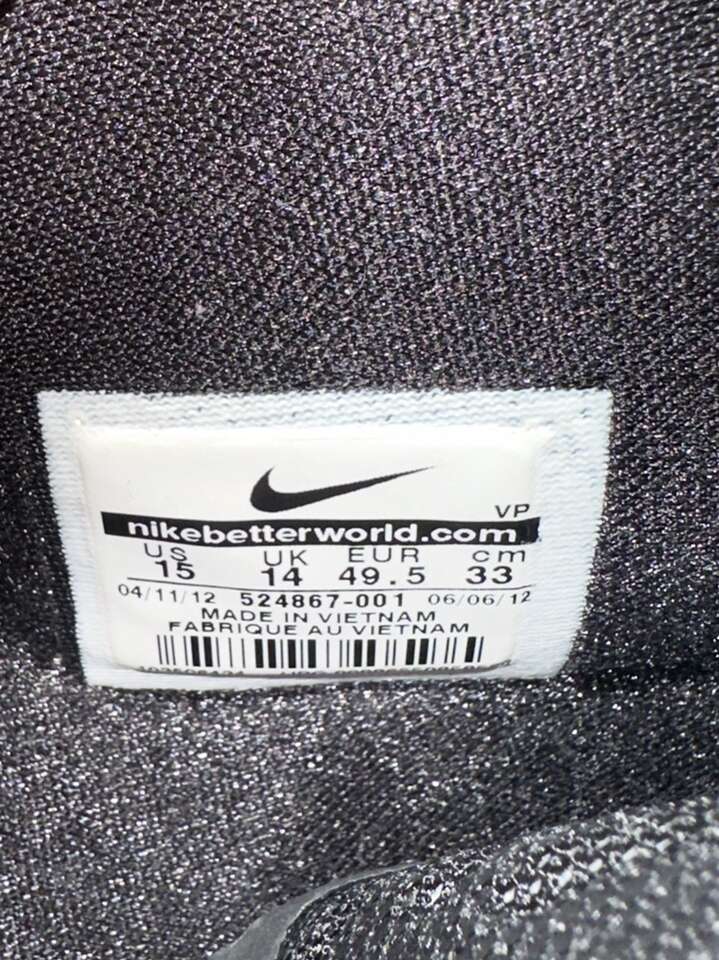 VP
nikebetterworld.com
US UK EUR cm
15 14 49.5 33
04/11/12 524867-001 06/06/12
MADE IN VIETNAM
FABRIQUE AU VIETNAM